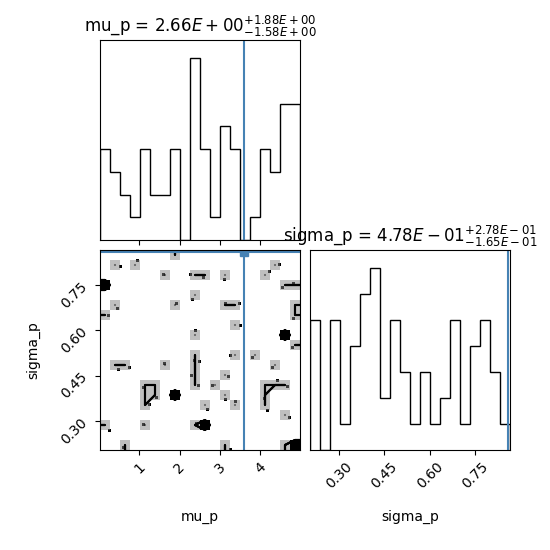 mu_p = 2.66E + 00^{+1.88E+00}_{-1.58E+00}
sigma_p = 4.78E − 01^{+2.78E−01}_{−1.65E−01}
sigma_p
0.75
0.60
0.45
0.30
1
2
3
4
mu_p
0.30
0.45
0.60
0.75
sigma_p